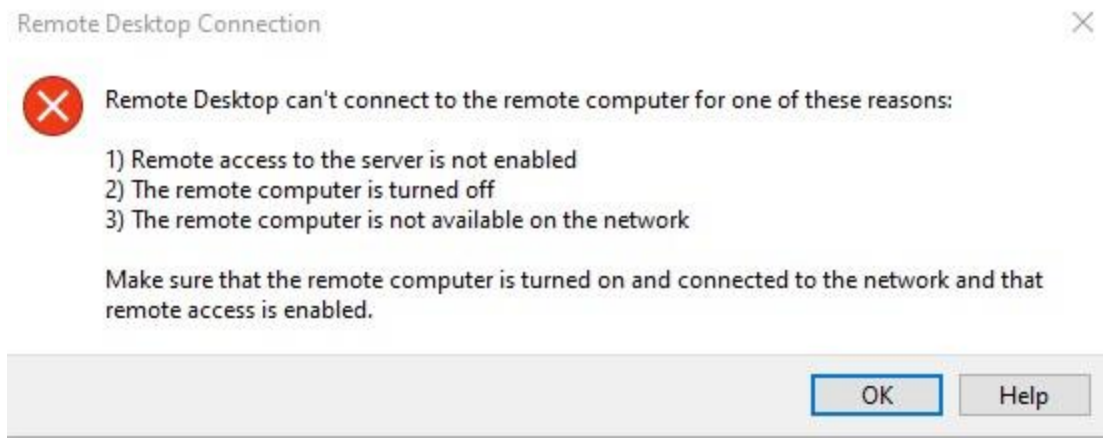 Remote Desktop Connection
Remote Desktop can't connect to the remote computer for one of these reasons:
1) Remote access to the server is not enabled
2) The remote computer is turned off
3) The remote computer is not available on the network
Make sure that the remote computer is turned on and connected to the network and that
remote access is enabled.
OK
Help